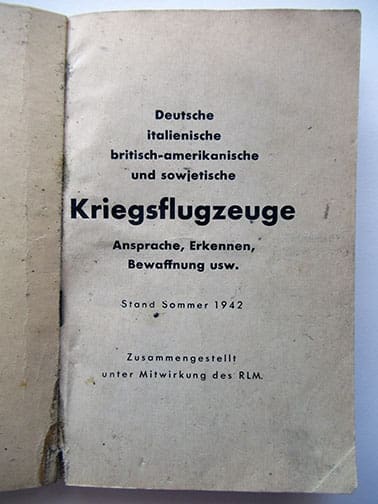 Deutsche
italienische
britisch-amerikanische
und sowjetische
Kriegsflugzeuge
Ansprache, Erkennen,
Bewaffnung usw.
Stand Sommer 1942
Zusammengestellt
unter Mitwirkung des RLM.